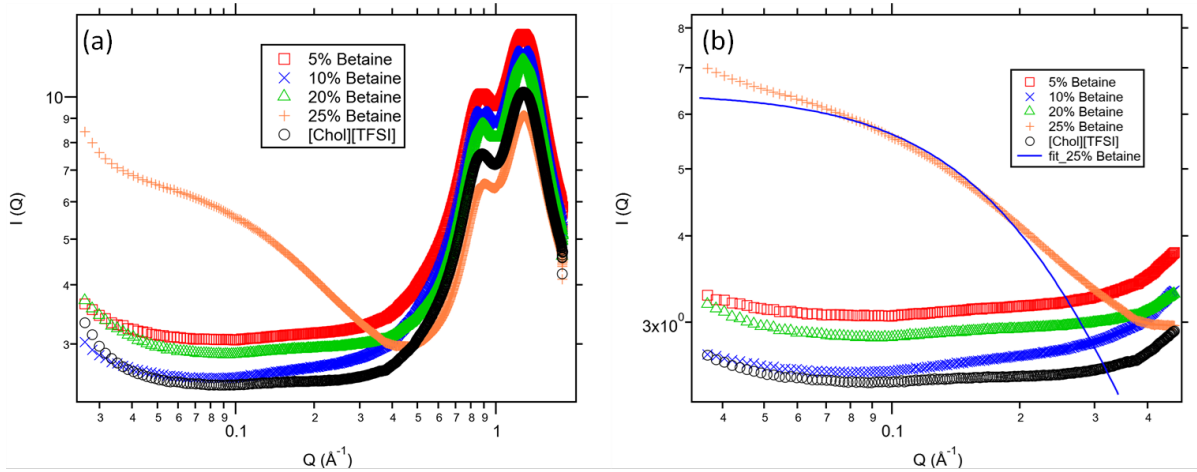 (a)
5% Betaine
10% Betaine
20% Betaine
25% Betaine
[Chol][TFSI]
10
9
8
7
6
5
4
3
I (Q)
3
4
5
6
7
8
9
0.1
2
3
4
5
6
7
8
9
1
Q (Å⁻¹)
(b)
5% Betaine
10% Betaine
20% Betaine
25% Betaine
[Chol][TFSI]
fit_25% Betaine
8
7
6
5
4
3x10⁰
I (Q)
4
5
6
7
8
9
0.1
2
3
4
Q (Å⁻¹)